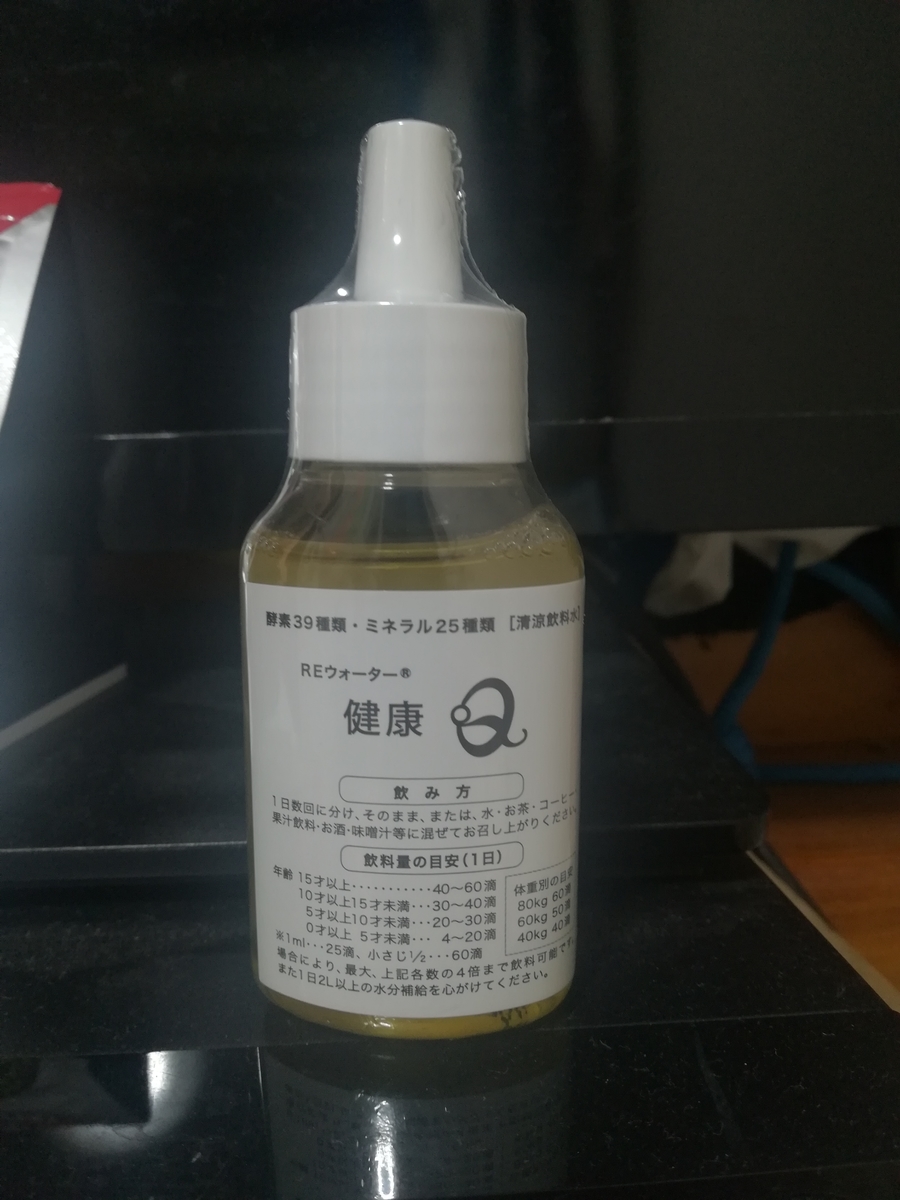 酵素39種類・ミネラル25種類 [清涼飲料水]
REウォーター®
健康 Q
飲み方
1日数回に分け、そのまま、または、水・お茶・コーヒー
果汁飲料・お酒・味噌汁等に混ぜてお召し上がりください
飲料量の目安(1日)
年齢 15才以上・・・・・・・・・・・40〜60滴
10才以上15才未満・・・30〜40滴
5才以上10才未満・・・20〜30滴
0才以上 5才未満・・・ 4〜20滴
体重別の目安
80kg 60滴
60kg 50滴
40kg 40滴
※1ml・・・25滴、小さじ1/2・・・60滴
場合により、最大、上記各数の4倍まで飲料可能です。
また1日2L以上の水分補給を心がけてください。